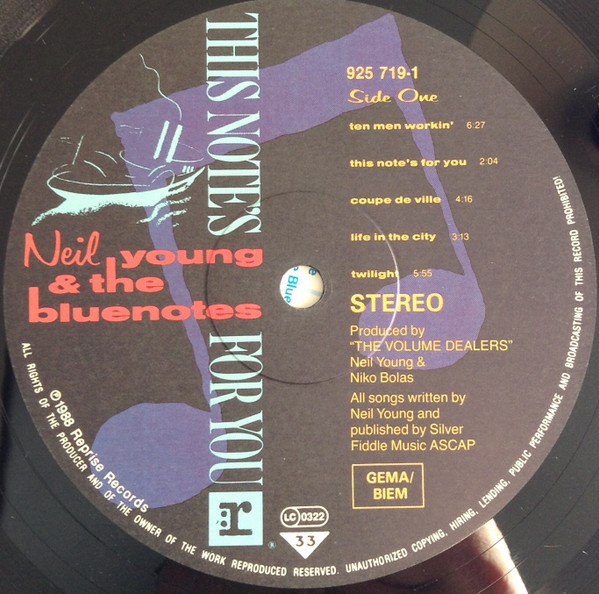 THIS NOTE'S FOR YOU
Neil young
& the
bluenotes
925 719-1
Side One
ten men workin' 6:27
this note's for you 2:04
coupe de ville 4:16
life in the city 3:13
twilight 5:55
STEREO
Produced by
"THE VOLUME DEALERS"
Neil Young &
Niko Bolas
All songs written by
Neil Young and
published by Silver
Fiddle Music ASCAP
GEMA/
BIEM
r
®
LC 0322
33
℗1988 Reprise Records
ALL RIGHTS OF THE PRODUCER AND OF THE OWNER OF THE WORK REPRODUCED RESERVED. UNAUTHORIZED COPYING, HIRING, LENDING, PUBLIC PERFORMANCE AND BROADCASTING OF THIS RECORD PROHIBITED!
Blue